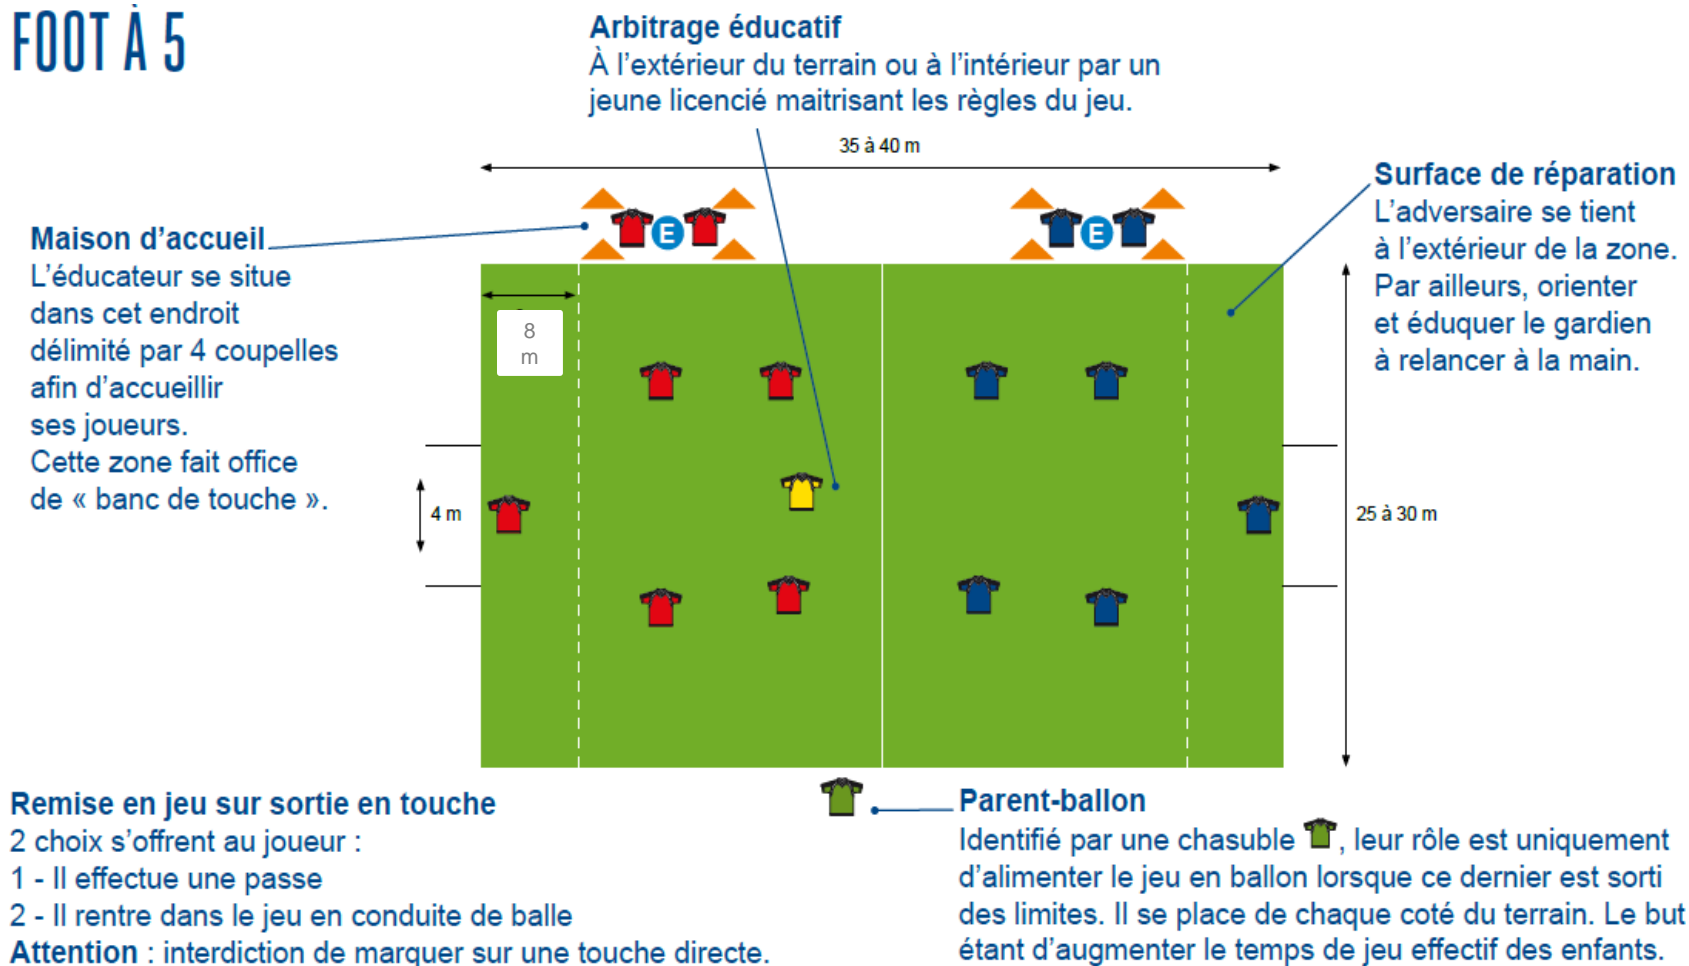 FOOT À 5
Arbitrage éducatif
À l’extérieur du terrain ou à l’intérieur par un
jeune licencié maitrisant les règles du jeu.
35 à 40 m
Surface de réparation
L’adversaire se tient
à l’extérieur de la zone.
Par ailleurs, orienter
et éduquer le gardien
à relancer à la main.
Maison d’accueil
L’éducateur se situe
dans cet endroit
délimité par 4 coupelles
afin d’accueillir
ses joueurs.
Cette zone fait office
de « banc de touche ».
E
E
8
m
4 m
25 à 30 m
Remise en jeu sur sortie en touche
2 choix s’offrent au joueur :
1 - Il effectue une passe
2 - Il rentre dans le jeu en conduite de balle
Attention : interdiction de marquer sur une touche directe.
Parent-ballon
Identifié par une chasuble , leur rôle est uniquement
d’alimenter le jeu en ballon lorsque ce dernier est sorti
des limites. Il se place de chaque coté du terrain. Le but
étant d’augmenter le temps de jeu effectif des enfants.